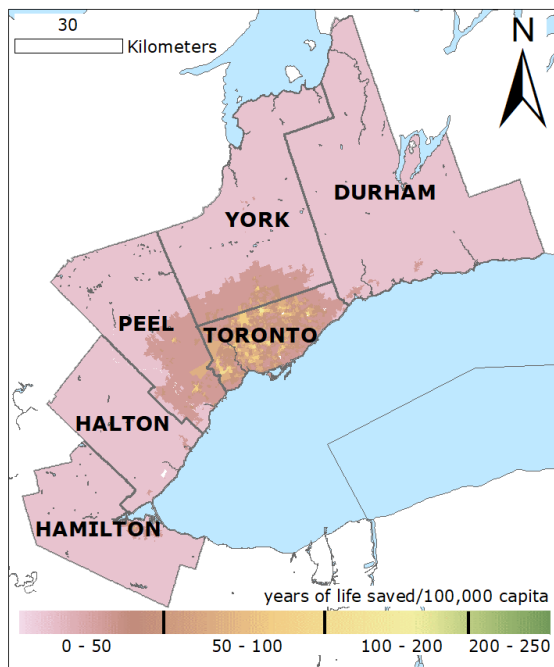 30
Kilometers
N
DURHAM
YORK
PEEL
TORONTO
HALTON
HAMILTON
years of life saved/100,000 capita
0 - 50 50 - 100 100 - 200 200 - 250